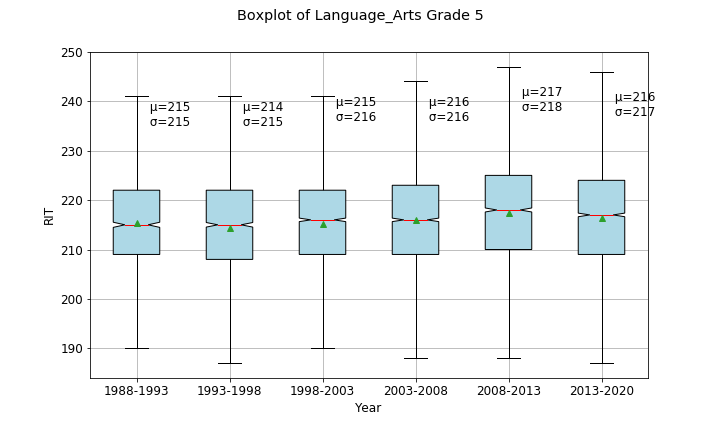 Boxplot of Language_Arts Grade 5
250
240
230
220
210
200
190
RIT
μ=215
σ=215
μ=214
σ=215
μ=215
σ=216
μ=216
σ=216
μ=217
σ=218
μ=216
σ=217
1988-1993 1993-1998 1998-2003 2003-2008 2008-2013 2013-2020
Year